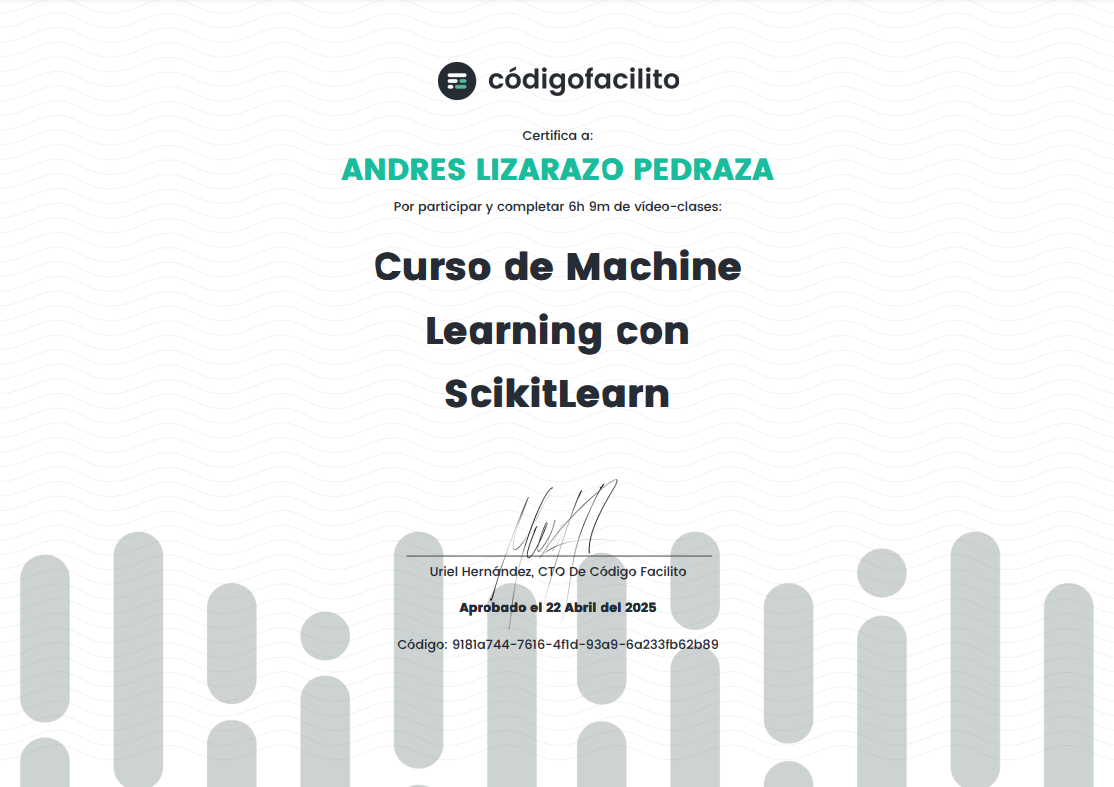 códigofacilito
Certifica a:
ANDRES LIZARAZO PEDRAZA
Por participar y completar 6h 9m de vídeo-clases:
Curso de Machine
Learning con
ScikitLearn
Uriel Hernández, CTO De Código Facilito
Aprobado el 22 Abril del 2025
Código: 9181a744-7616-4f1d-93a9-6a233fb62b89